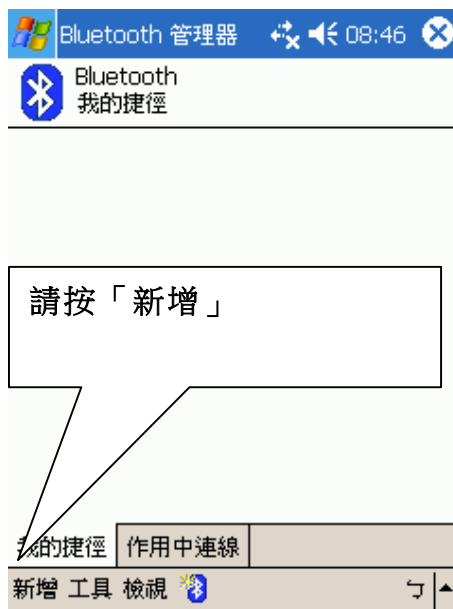 Bluetooth 管理器 08:46
Bluetooth
我的捷徑
請按「新增」
我的捷徑 作用中連線
新增 工具 檢視 ㄅ